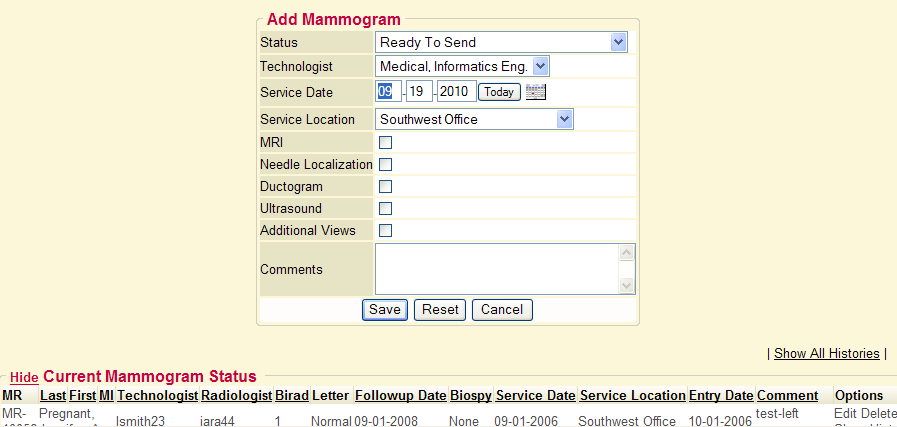 Add Mammogram
Status Ready To Send
Technologist Medical, Informatics Eng.
Service Date 09 - 19 - 2010 Today
Service Location Southwest Office
MRI
Needle Localization
Ductogram
Ultrasound
Additional Views
Comments
Save Reset Cancel
| Show All Histories |
Hide Current Mammogram Status
MR Last First MI Technologist Radiologist Birad Letter Followup Date Biospy Service Date Service Location Entry Date Comment Options
MR- Pregnant, lsmith23 jara44 1 Normal 09-01-2008 None 09-01-2006 Southwest Office 10-01-2006 test-left Edit Delete